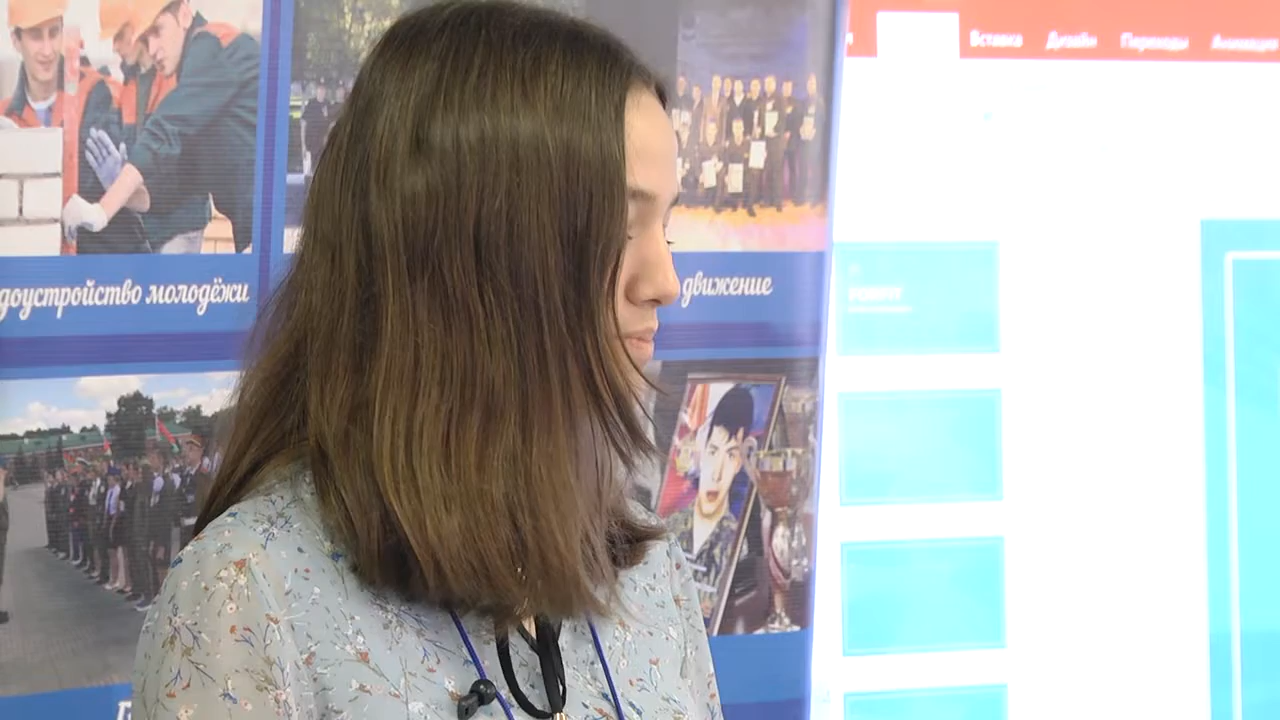 Вставка Дизайн Переходы Анимация
доустройство молодёжи
движение